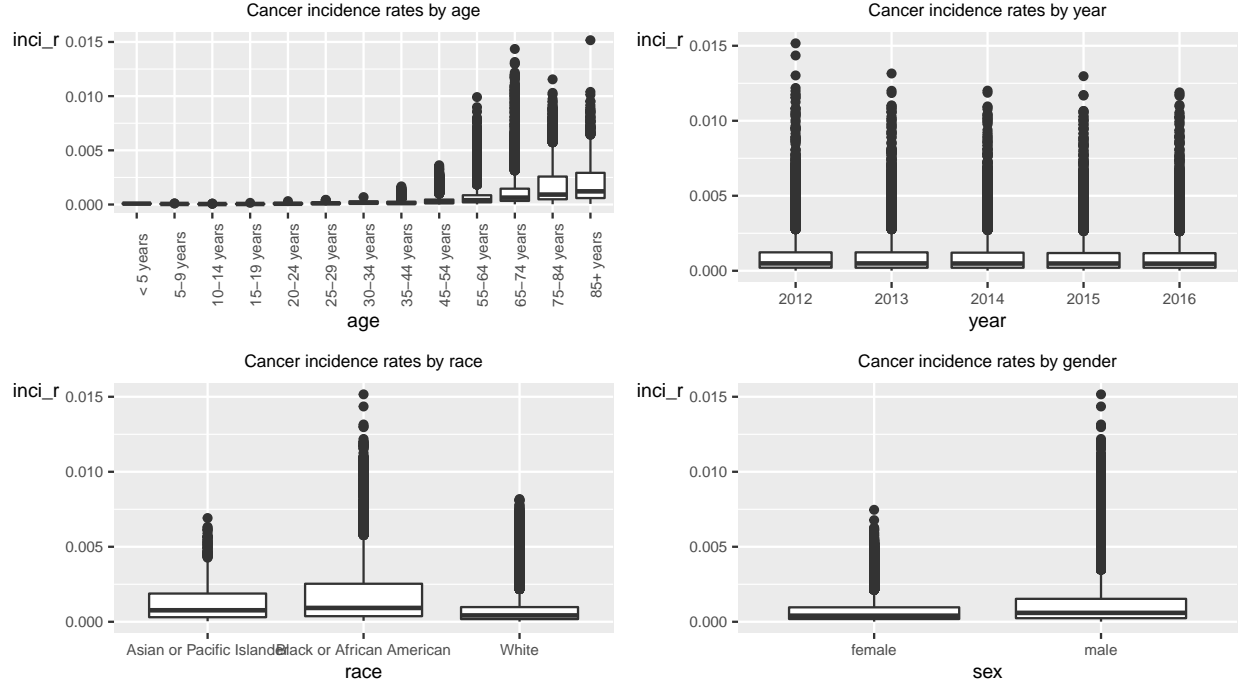 Cancer incidence rates by age
inci_r
0.015
0.010
0.005
0.000
< 5 years
5–9 years
10–14 years
15–19 years
20–24 years
25–29 years
30–34 years
35–44 years
45–54 years
55–64 years
65–74 years
75–84 years
85+ years
age
Cancer incidence rates by year
inci_r
0.015
0.010
0.005
0.000
2012 2013 2014 2015 2016
year
Cancer incidence rates by race
inci_r
0.015
0.010
0.005
0.000
Asian or Pacific Islander Black or African American White
race
Cancer incidence rates by gender
inci_r
0.015
0.010
0.005
0.000
female male
sex